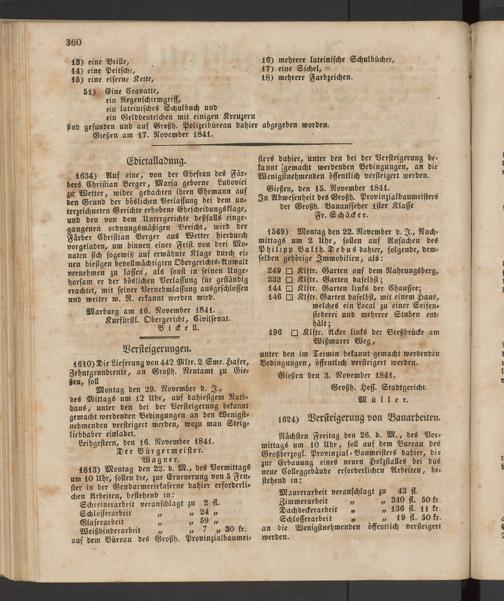 360
13) eine Brille,
14) eine Peitsche,
15) eine eiserne Kette,
16) mehrere lateinische Schulbücher,
17) eine Sichel,
18) mehrere Farbzeichen.
51) Eine Cravatte,
ein Regenschirmgriff,
ein lateinisches Schulbuch und
ein Geldbeutelchen mit einigen Kreuzern
sind gefunden und auf Großh. Polizeibüreau dahier abgegeben worden.
Gießen am 17. November 1841.
Edictalladung.
1634) Auf eine, von der Ehefrau des Fär-
bers Christian Berger, Maria geborne Ludovici
zu Wetter, wider gedachten ihren Ehemann auf
den Grund der böslichen Verlassung bei dem un-
terzeichneten Gerichte erhobene Ehescheidungsklage,
und den von dem Untergerichte deßfalls einge
gangenen ordnungsmäßigen Bericht, wird der
Färber Christian Berger aus Wetter hierdurch
vorgeladen, um binnen einer Frist von drei Mo-
naten sich sogewiß auf erwähnte Klage durch ei-
nen hiesigen bevollmächtigten Obergerichts-Anwalt
vernehmen zu lassen, als sonst in seinen Unge-
horsam er der böslichen Verlassung für geständig
erachtet, mit seiner Vernehmlassung ausgeschlossen
und weiter w. R. erkannt werden wird.
Marburg am 16. November 1841.
Kurfürstl. Obergericht, Civilsenat.
Bickell.
Versteigerungen.
1610) Die Lieferung von 442 Mltr. 2 Smr. Hafer,
Zehntgrundrente, an Großh. Rentamt zu Gie-
ßen, soll
Montag den 29. November d. J.,
des Mittags um 12 Uhr, auf dahiesigem Rath-
haus, unter den bei der Versteigerung bekannt
gemacht werdenden Bedingungen an den Wenigst-
nehmenden versteigert werden, wozu man Steig-
liebhaber einladet.
Leihgestern, den 16. November 1841.
Der Bürgermeister.
Wagner.
1613) Montag den 22. d. M., des Vormittags
um 10 Uhr, sollen die, zur Erneuerung von 5 Fen-
ster in der Gendarmeriekaserne dahier erforderli-
chen Arbeiten, bestehend in:
Schreinerarbeit veranschlagt zu 2 fl.
Schlosserarbeit „ „ 24 „
Glaserarbeit „ „ 59 „
Weißbinderarbeit „ „ 7 „ 30 kr.
auf dem Büreau des Großh. Provinzialbaumei-
sters dahier, unter den bei der Versteigerung be-
kannt gemacht werdenden Bedingungen, an die
Wenigstnehmenden öffentlich versteigert werden.
Gießen, den 15. November 1841.
In Abwesenheit des Großh. Provinzialbaumeisters
der Großh. Bauaufseher 1ster Klasse
Fr. Schäcker.
1569) Montag den 22. November d. J., Nach-
mittags um 2 Uhr, sollen auf Ansuchen des
Philipp Balth. Debus dahier, folgende, dem-
selben gehörige Immobilien, als:
249 □ Klftr. Garten auf dem Nahrungsberg,
232 □ Klftr. Garten daselbst;
144 □ Klftr. Garten links der Chaussee;
146 □ Klftr. Garten daselbst, mit einem Haus,
welches ein Local zu einer Seifen-
siederei und mehrere Stuben ent-
hält;
196 □ Klftr. Acker links der Gießbrücke am
Wißmarer Weg,
unter den im Termin bekannt gemacht werdenden
Bedingungen, öffentlich versteigert werden.
Gießen den 3. November 1841.
Großh. Hess. Stadtgericht.
Müller.
1624) Versteigerung von Bauarbeiten.
Nächsten Freitag den 26. d. M., des Vor-
mittags um 10 Uhr, soll auf dem Bureau des
Großherzogl. Provinzial-Baumeisters dahier, die
zur Erbauung eines neuen Holzstalles bei das
neue Colleggebäude erforderlichen Arbeiten, be-
stehend in:
Maurerarbeit veranschlagt zu 43 fl.
Zimmerarbeit „ „ 310 fl. 50 kr.
Dachdeckerarbeit „ „ 136 fl. 11 kr.
Schlosserarbeit „ „ 19 fl. 50 kr.
an die Wenigstnehmenden öffentlich versteigert
werden.